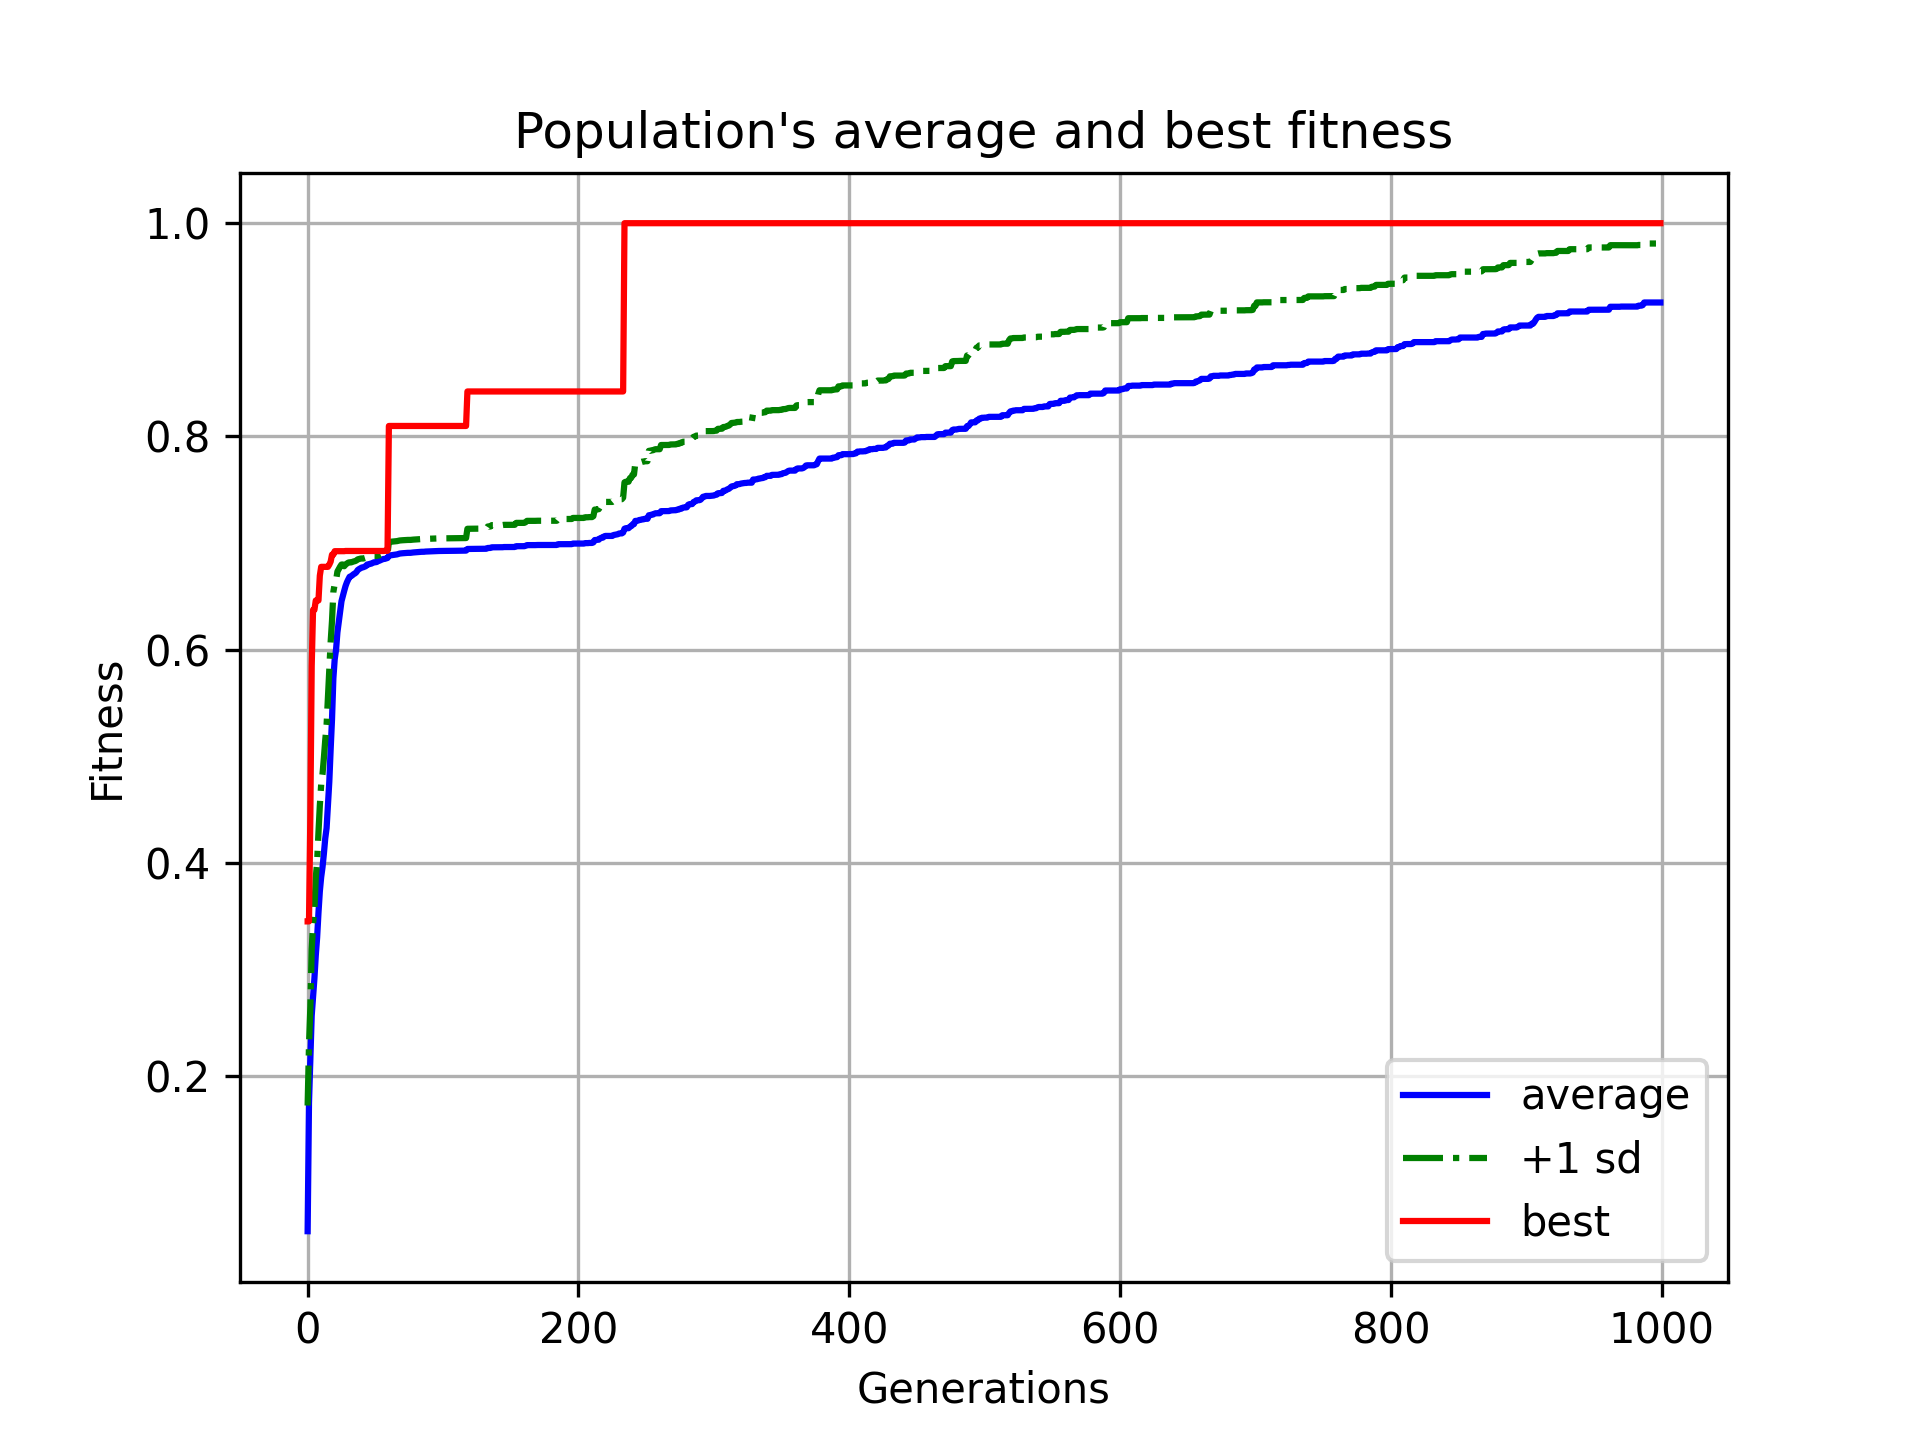 Population's average and best fitness
1.0
0.8
0.6
0.4
0.2
Fitness
0 200 400 600 800 1000
Generations
average
+1 sd
best